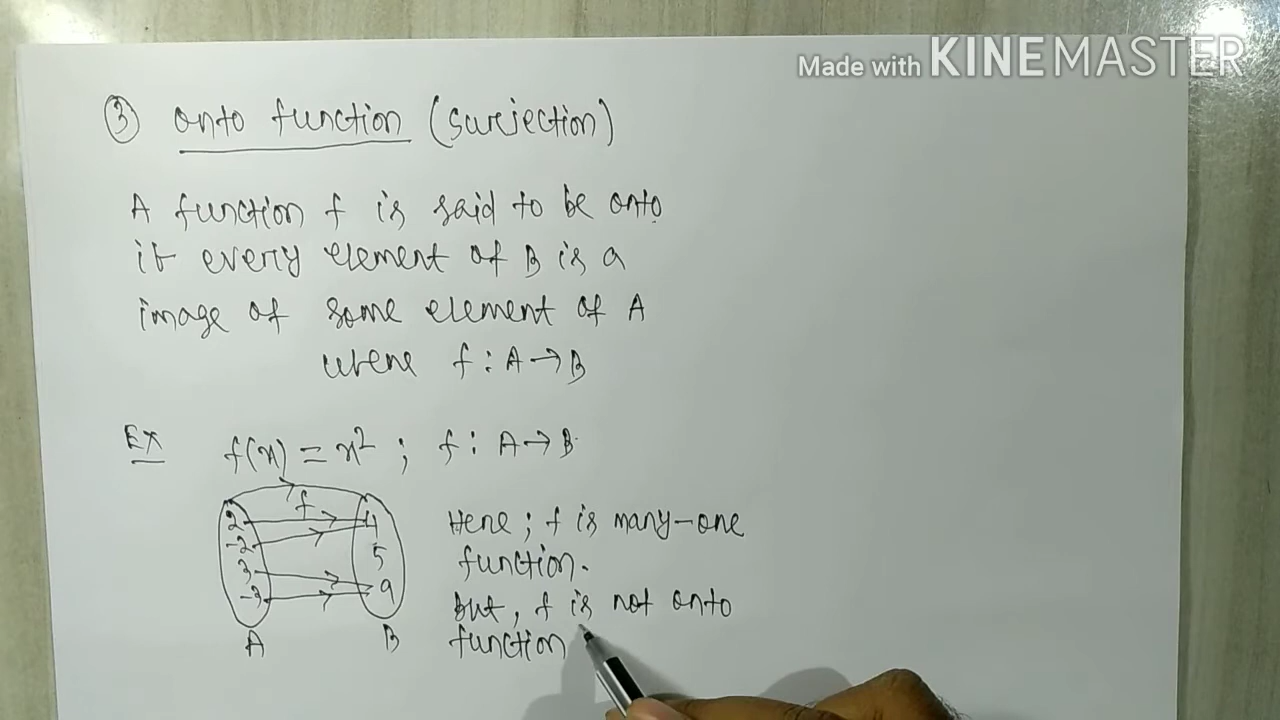 Made with KINEMASTER
③ onto function (surjection)
A function f is said to be onto
if every element of B is a
image of some element of A
where f : A → B
Ex f(x) = x² ; f : A → B
f
2 4
-2 5
3 9
-3
A B
Here ; f is many-one
function.
But, f is not onto
function